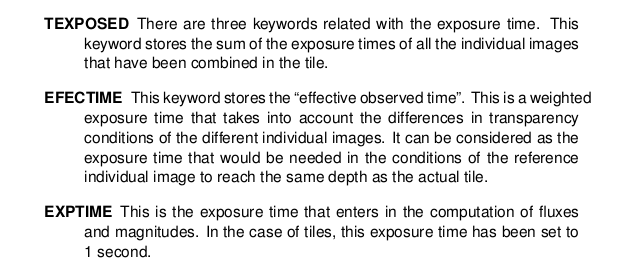 TEXPOSED There are three keywords related with the exposure time. This
keyword stores the sum of the exposure times of all the individual images
that have been combined in the tile.
EFECTIME This keyword stores the “effective observed time”. This is a weighted
exposure time that takes into account the differences in transparency
conditions of the different individual images. It can be considered as the
exposure time that would be needed in the conditions of the reference
individual image to reach the same depth as the actual tile.
EXPTIME This is the exposure time that enters in the computation of fluxes
and magnitudes. In the case of tiles, this exposure time has been set to
1 second.